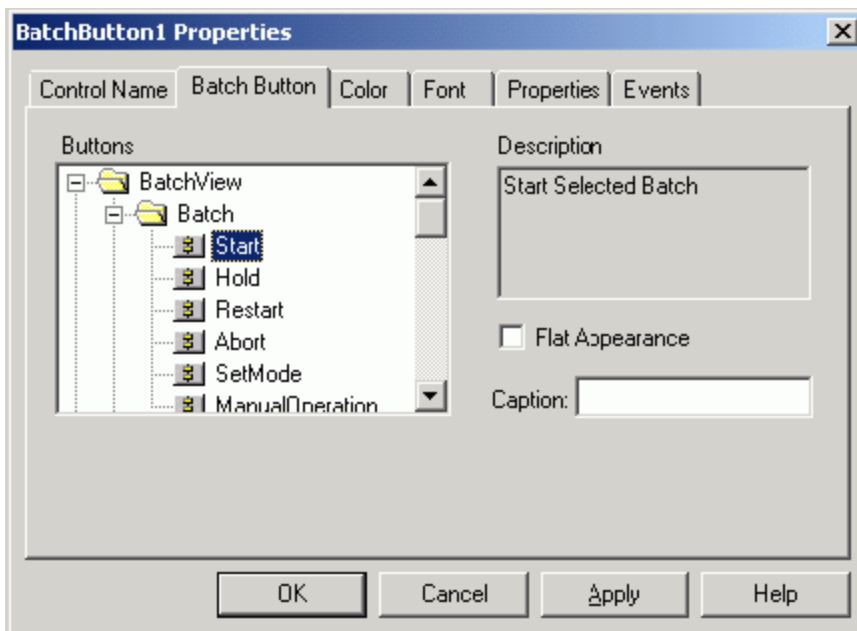 BatchButton1 Properties
Control Name Batch Button Color Font Properties Events
Buttons
BatchView
Batch
Start
Hold
Restart
Abort
SetMode
ManualOperation
Description
Start Selected Batch
Flat Appearance
Caption:
OK Cancel Apply Help